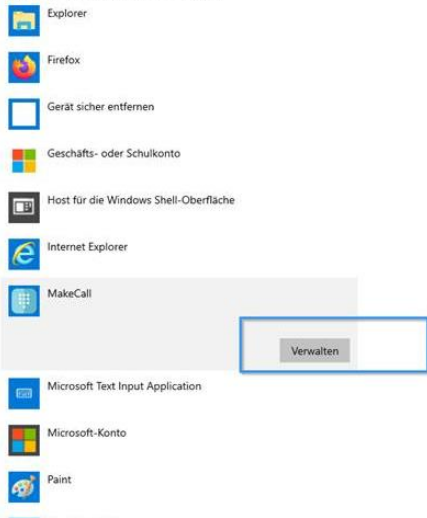 Explorer
Firefox
Gerät sicher entfernen
Geschäfts- oder Schulkonto
Host für die Windows Shell-Oberfläche
Internet Explorer
MakeCall
Verwalten
Microsoft Text Input Application
Microsoft-Konto
Paint